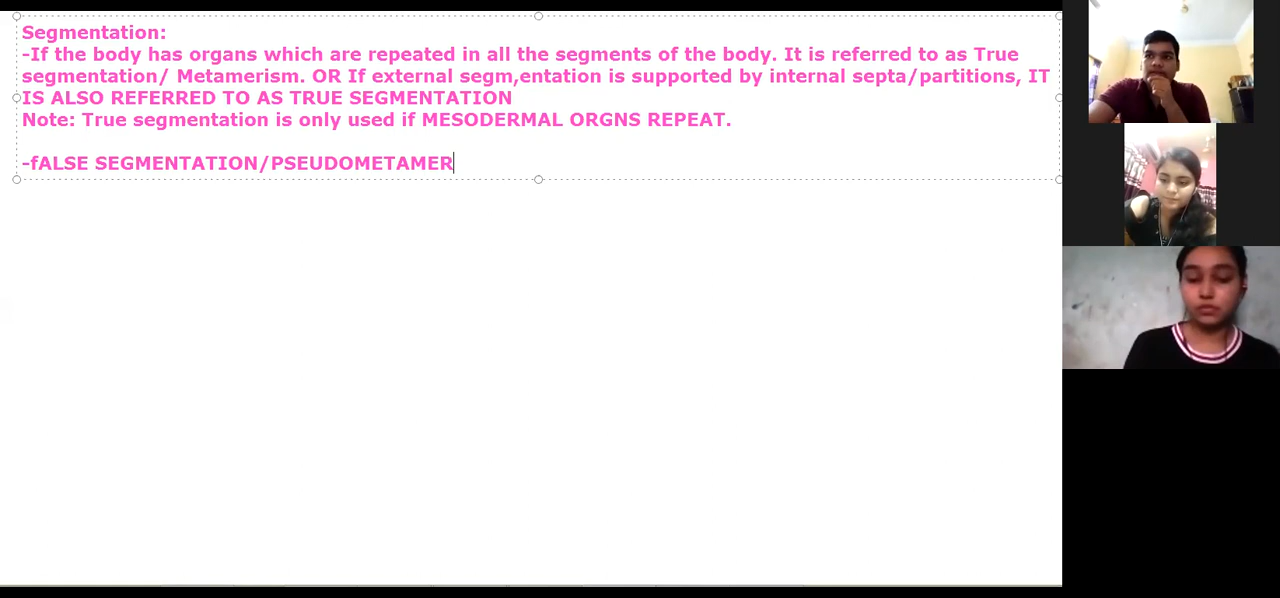 Segmentation:
-If the body has organs which are repeated in all the segments of the body. It is referred to as True
segmentation/ Metamerism. OR If external segm,entation is supported by internal septa/partitions, IT
IS ALSO REFERRED TO AS TRUE SEGMENTATION
Note: True segmentation is only used if MESODERMAL ORGNS REPEAT.
-fALSE SEGMENTATION/PSEUDOMETAMER